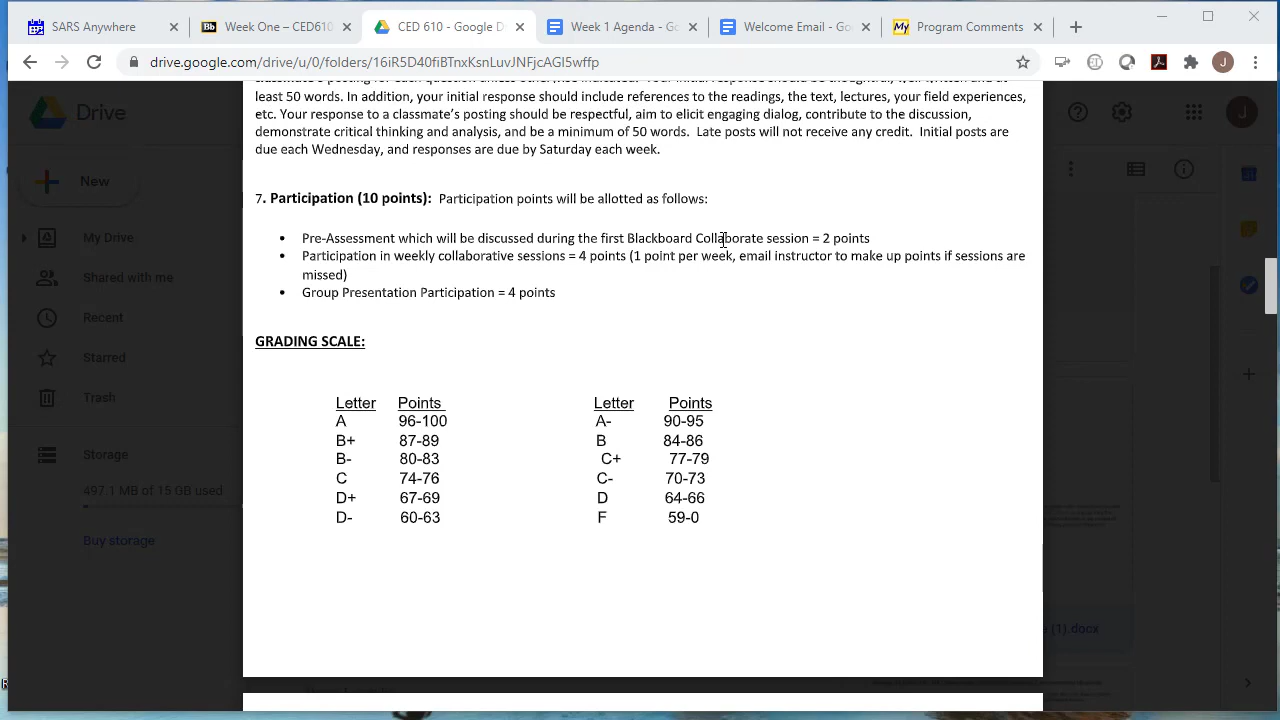 SARS Anywhere
Week One – CED610
CED 610 - Google D
Week 1 Agenda - Go
Welcome Email - Go
Program Comments
drive.google.com/drive/u/0/folders/16iR5D40fiBTnxKsnLuvJNFjcAGI5wffp
least 50 words. In addition, your initial response should include references to the readings, the text, lectures, your field experiences,
etc. Your response to a classmate's posting should be respectful, aim to elicit engaging dialog, contribute to the discussion,
demonstrate critical thinking and analysis, and be a minimum of 50 words.  Late posts will not receive any credit.  Initial posts are
due each Wednesday, and responses are due by Saturday each week.
7. Participation (10 points):  Participation points will be allotted as follows:
• Pre-Assessment which will be discussed during the first Blackboard Collaborate session = 2 points
• Participation in weekly collaborative sessions = 4 points (1 point per week, email instructor to make up points if sessions are
missed)
• Group Presentation Participation = 4 points
GRADING SCALE:
Letter Points Letter Points
A 96-100 A- 90-95
B+ 87-89 B 84-86
B- 80-83 C+ 77-79
C 74-76 C- 70-73
D+ 67-69 D 64-66
D- 60-63 F 59-0
Drive
New
My Drive
Shared with me
Recent
Starred
Trash
Storage
497.1 MB of 15 GB used
Buy storage
J
J
(1).docx